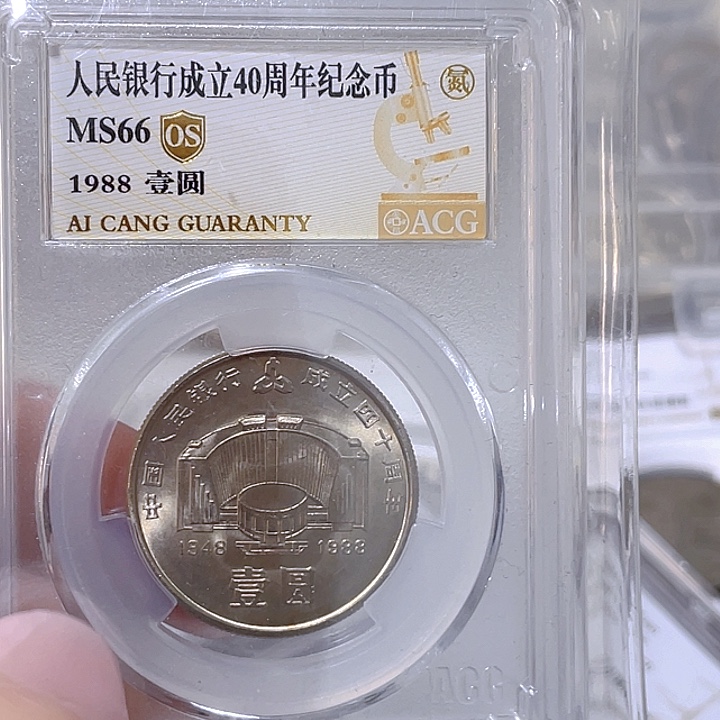 人民银行成立40周年纪念币
氮
MS66 OS
1988 壹圆
AI CANG GUARANTY
ACG
中国人民银行 成立四十周年
1948 1988
壹圆
ACG